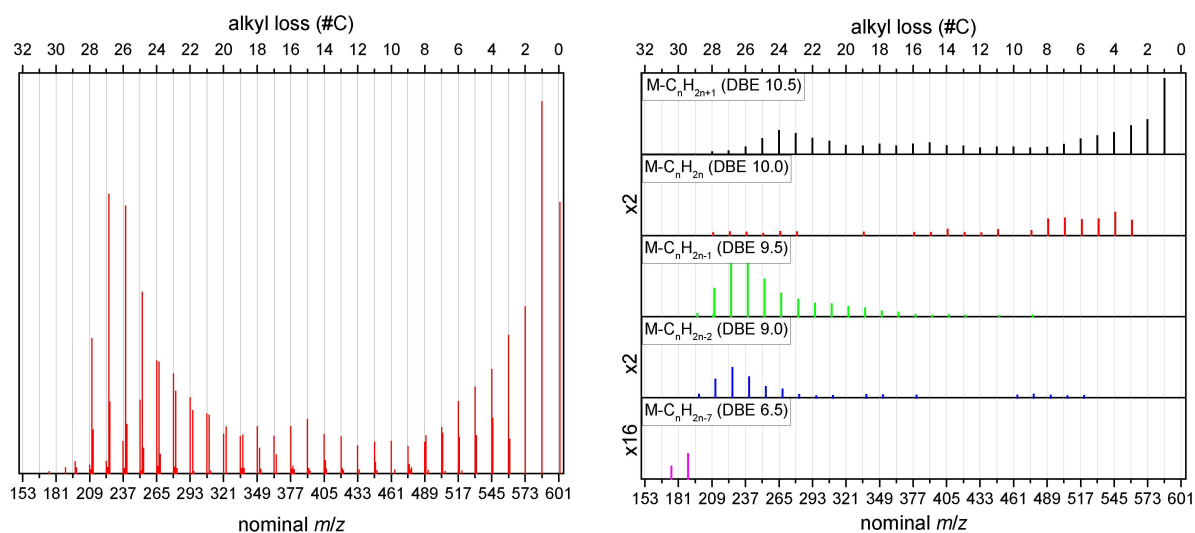 alkyl loss (#C)
32 30 28 26 24 22 20 18 16 14 12 10 8 6 4 2 0
153 181 209 237 265 293 321 349 377 405 433 461 489 517 545 573 601
nominal m/z
alkyl loss (#C)
32 30 28 26 24 22 20 18 16 14 12 10 8 6 4 2 0
M-CnH2n+1 (DBE 10.5)
M-CnH2n (DBE 10.0)
x2
M-CnH2n-1 (DBE 9.5)
M-CnH2n-2 (DBE 9.0)
x2
M-CnH2n-7 (DBE 6.5)
x16
153 181 209 237 265 293 321 349 377 405 433 461 489 517 545 573 601
nominal m/z